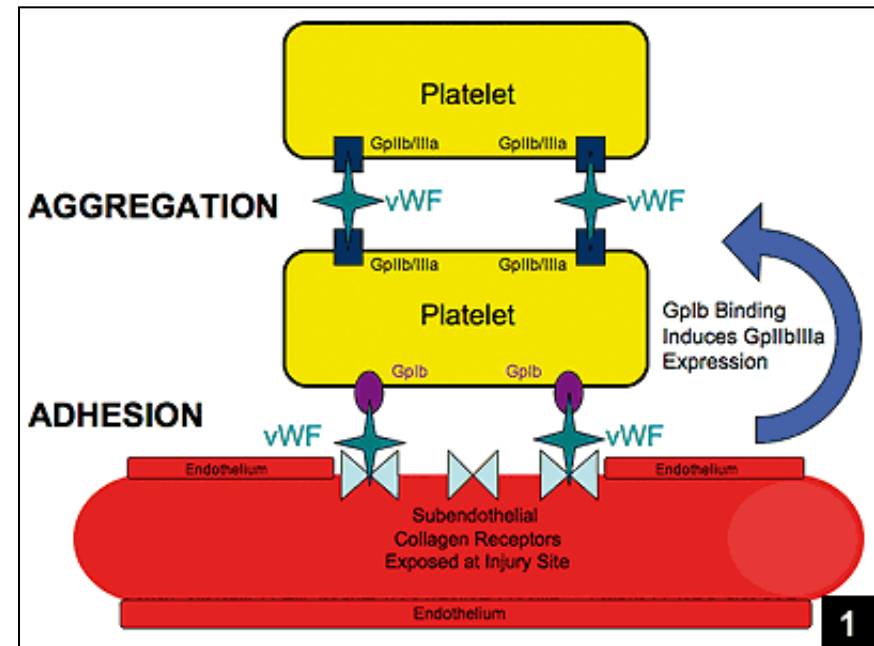 Platelet
GpIIb/IIIa GpIIb/IIIa
AGGREGATION
vWF vWF
GpIIb/IIIa GpIIb/IIIa
Platelet
GpIb Binding
Induces GpIIbIIIa
Expression
GpIb GpIb
ADHESION
vWF vWF
Endothelium Endothelium
Subendothelial
Collagen Receptors
Exposed at Injury Site
Endothelium
1